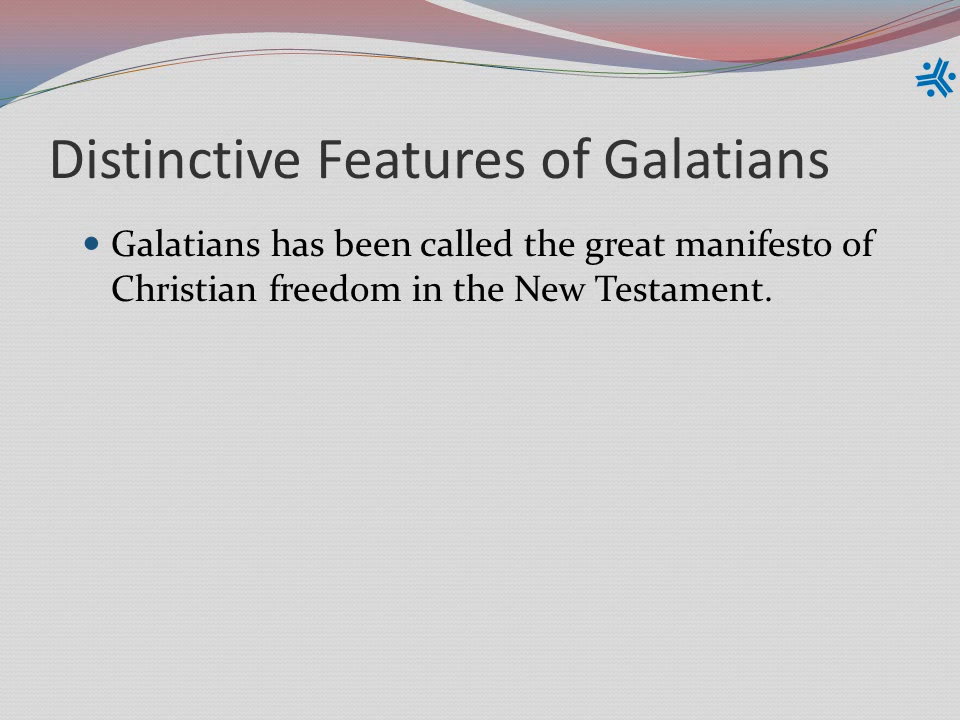 Distinctive Features of Galatians
• Galatians has been called the great manifesto of
Christian freedom in the New Testament.